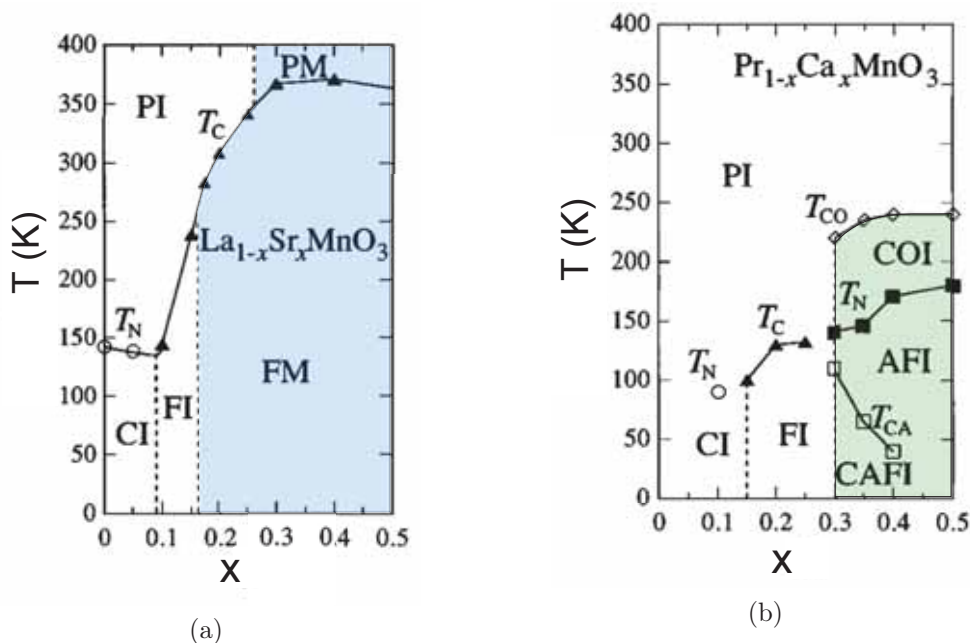 400
350
300
250
200
150
100
50
0
T (K)
0
0.1
0.2
0.3
0.4
0.5
X
PM
PI
T_C
La_{1-x}Sr_xMnO_3
T_N
FM
FI
CI
(a)
400
350
300
250
200
150
100
50
0
T (K)
0
0.1
0.2
0.3
0.4
0.5
X
Pr_{1-x}Ca_xMnO_3
PI
T_CO
COI
T_N
T_C
AFI
T_N
T_CA
FI
CI
CAFI
(b)